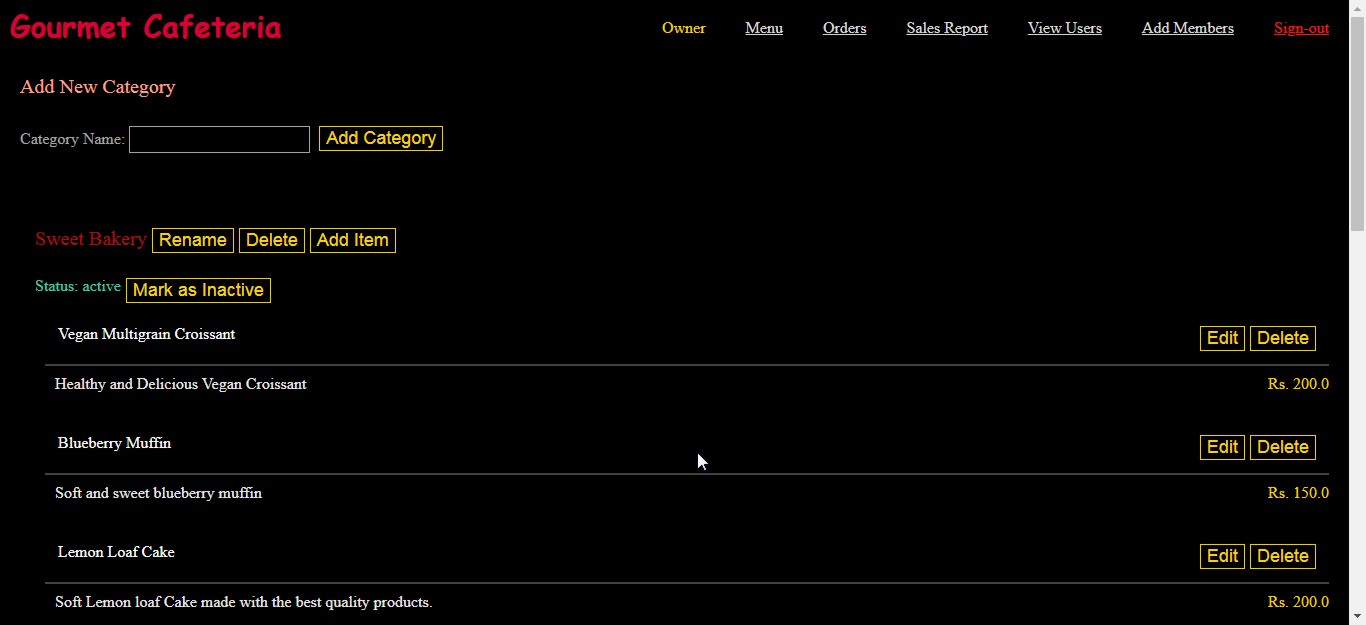 Gourmet Cafeteria Owner Menu Orders Sales Report View Users Add Members Sign-out
Add New Category
Category Name: Add Category
Sweet Bakery Rename Delete Add Item
Status: active Mark as Inactive
Vegan Multigrain Croissant Edit Delete
Healthy and Delicious Vegan Croissant Rs. 200.0
Blueberry Muffin Edit Delete
Soft and sweet blueberry muffin Rs. 150.0
Lemon Loaf Cake Edit Delete
Soft Lemon loaf Cake made with the best quality products. Rs. 200.0